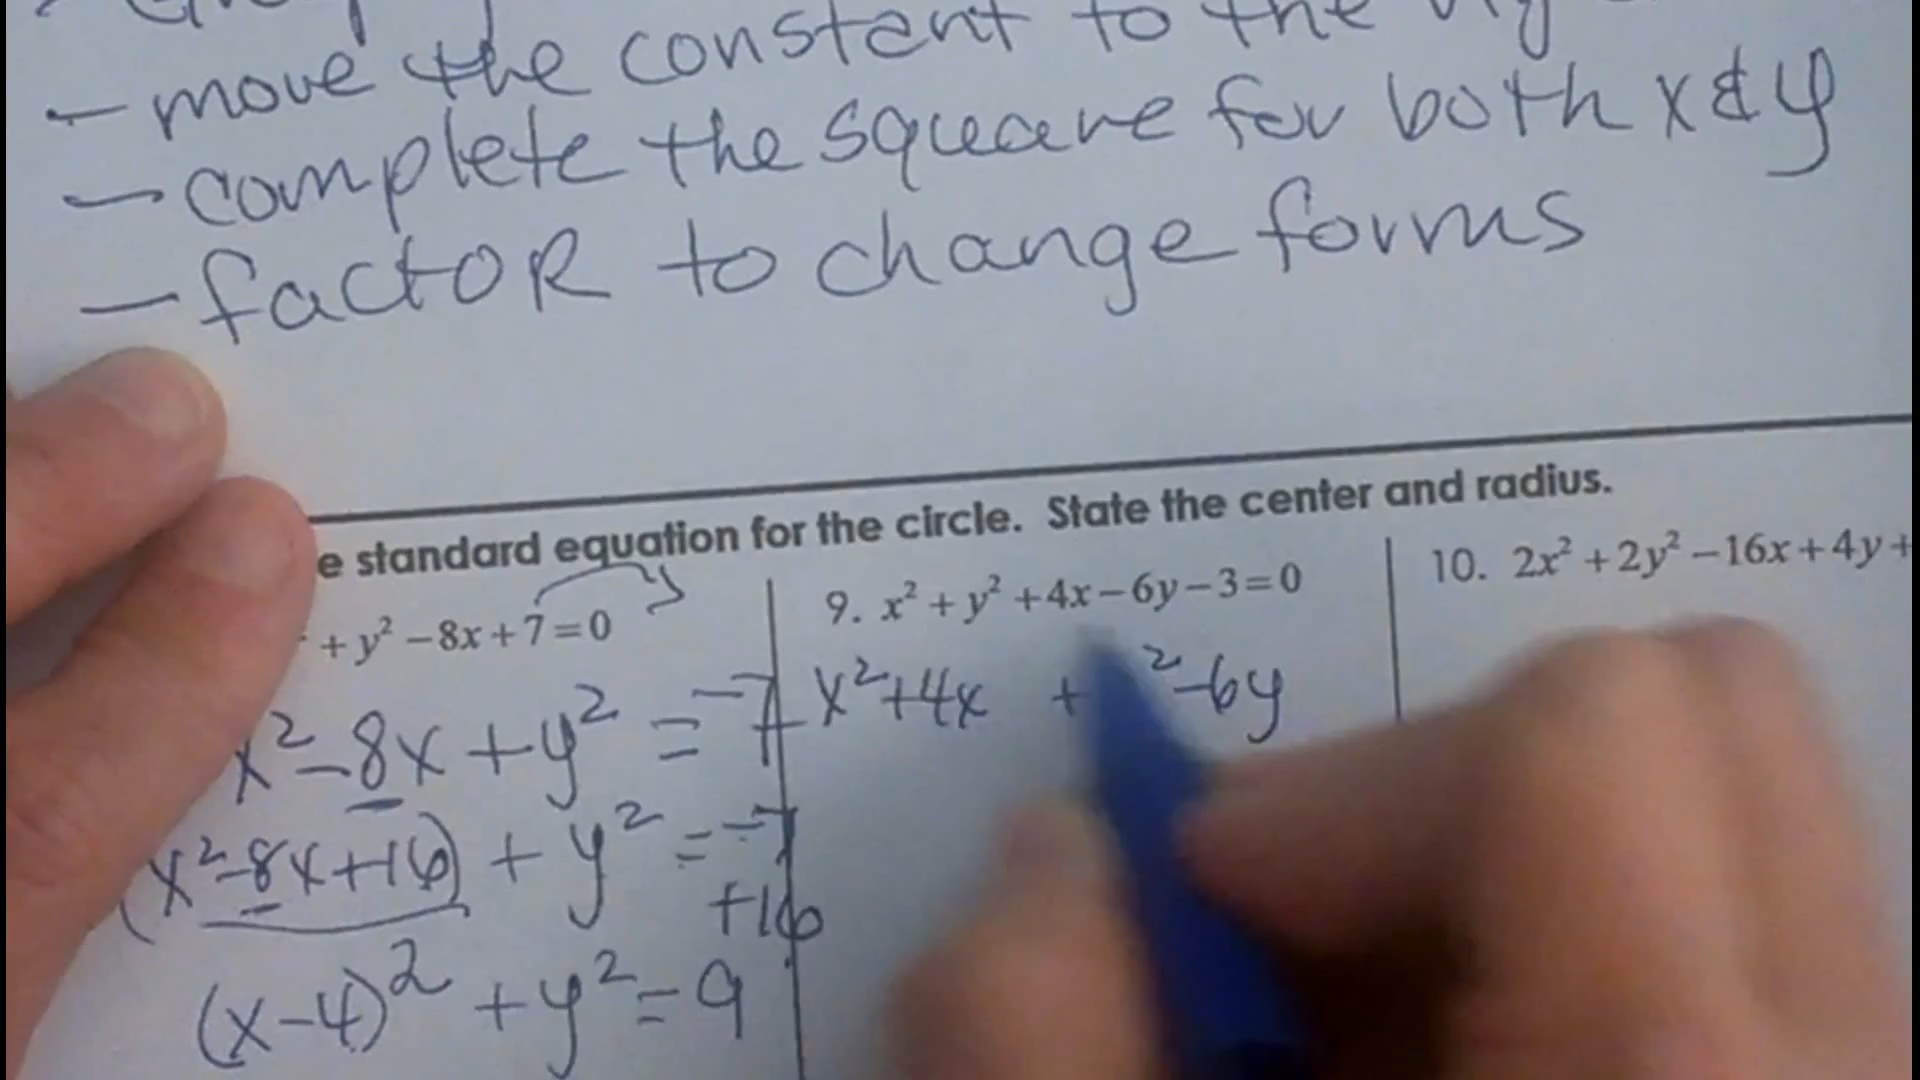 - move the constant to the
- complete the square for both x & y
- factor to change forms
e standard equation for the circle. State the center and radius.
+ y² − 8x + 7 = 0
x² − 8x + y² = −7
(x² − 8x + 16) + y² = −7
+16
(x − 4)² + y² = 9
9. x² + y² + 4x − 6y − 3 = 0
x² + 4x + ² − 6y
10. 2x² + 2y² − 16x + 4y +